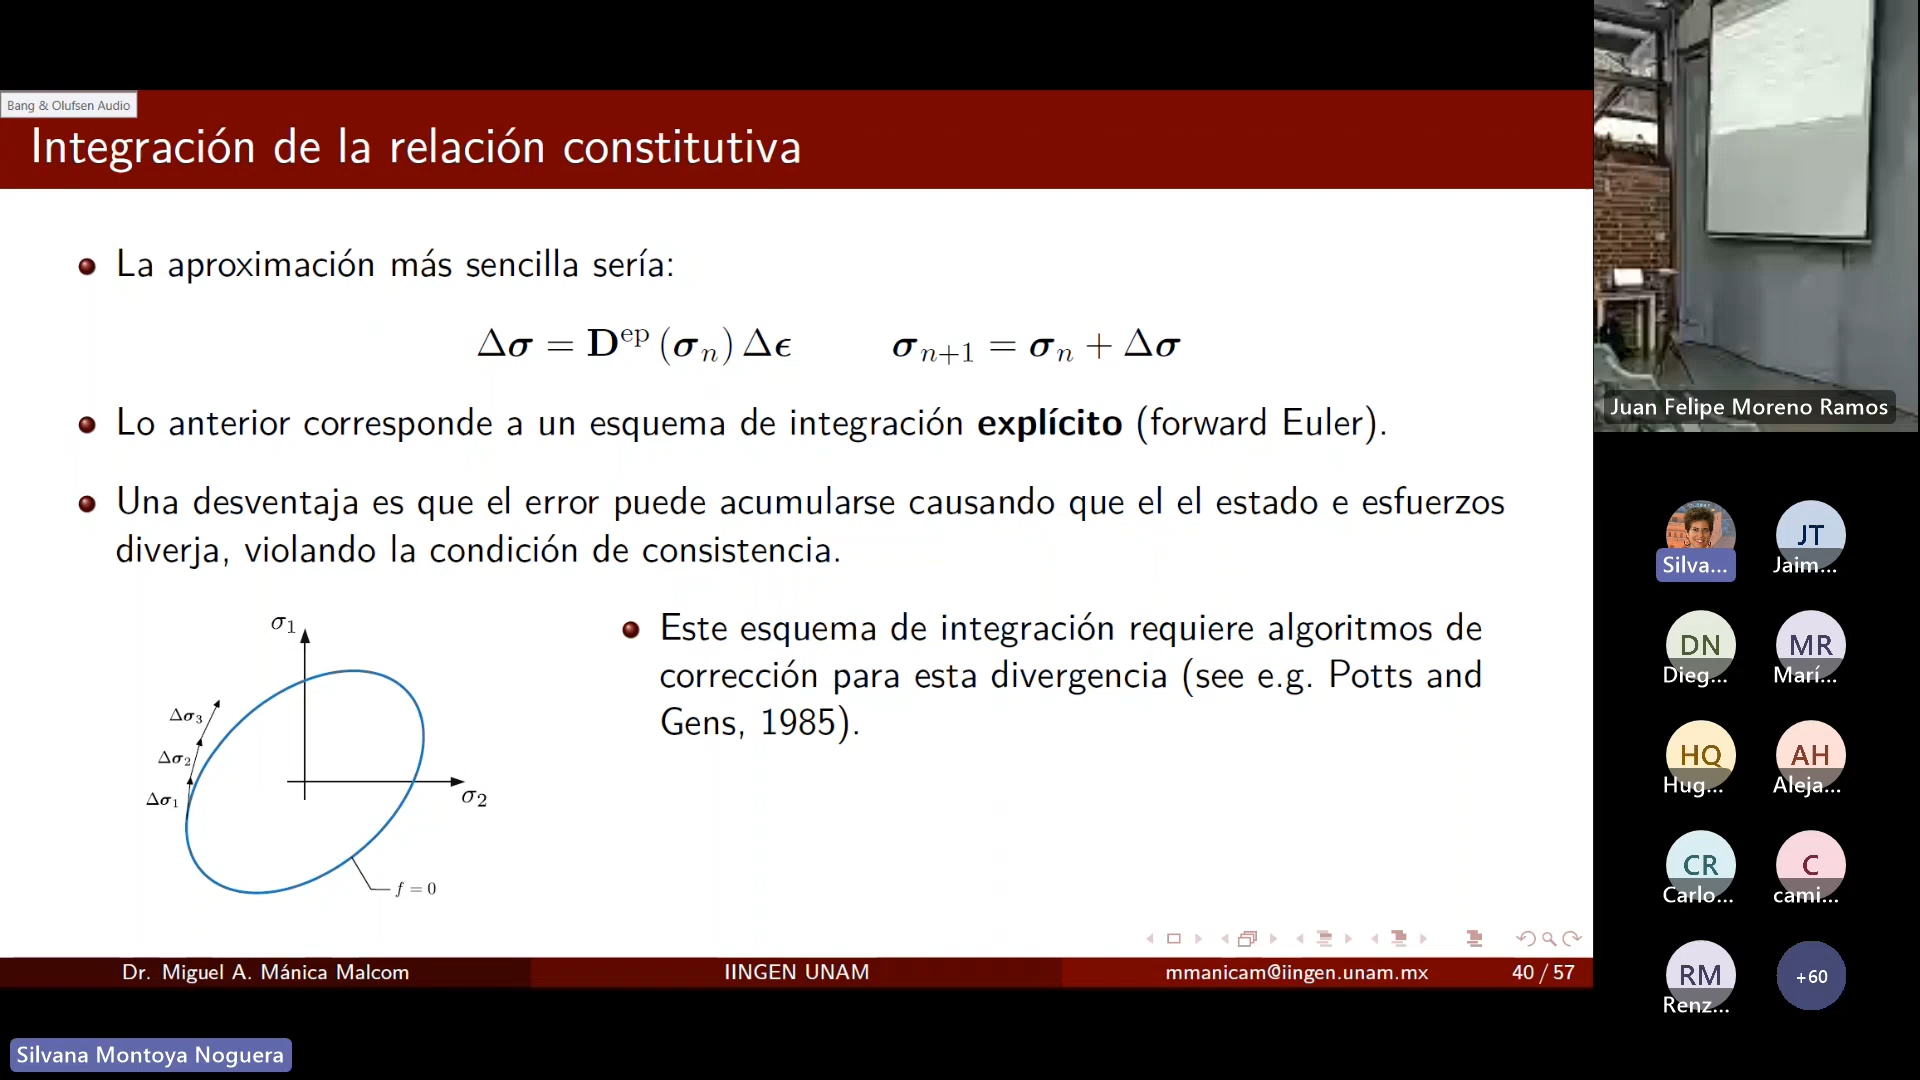 Bang & Olufsen Audio
Integración de la relación constitutiva
La aproximación más sencilla sería:
Δσ = D^ep (σ_n) Δϵ    σ_{n+1} = σ_n + Δσ
Lo anterior corresponde a un esquema de integración explícito (forward Euler).
Una desventaja es que el error puede acumularse causando que el el estado e esfuerzos
diverja, violando la condición de consistencia.
σ1
Δσ3
Δσ2
Δσ1
σ2
f = 0
Este esquema de integración requiere algoritmos de
corrección para esta divergencia (see e.g. Potts and
Gens, 1985).
Dr. Miguel A. Mánica Malcom    IINGEN UNAM    mmanicam@iingen.unam.mx    40 / 57
Silvana Montoya Noguera
Juan Felipe Moreno Ramos
Silva...
JT
Jaim...
DN
Dieg...
MR
Marí...
HQ
Hug...
AH
Aleja...
CR
Carlo...
C
cami...
RM
Renz...
+60